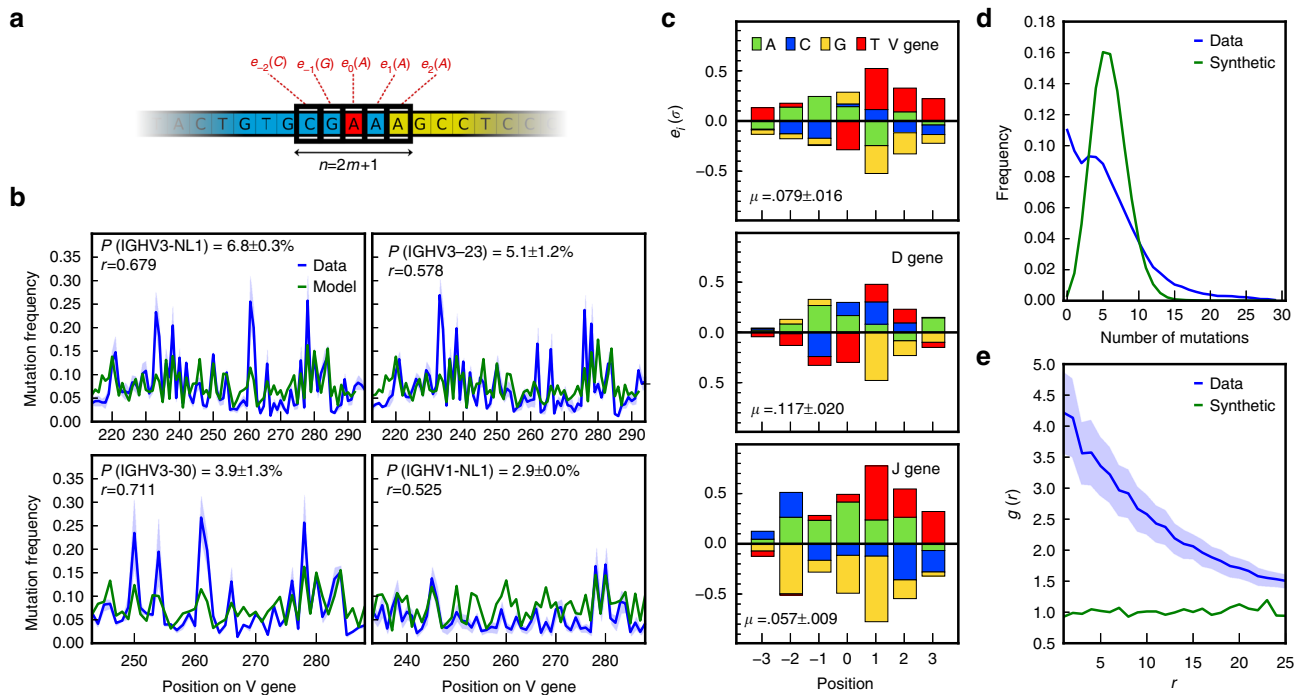 a
e−2(C) e−1(G) e0(A) e1(A) e2(A)
A C T G T G C G A A A G C C T C C
n=2m+1
b
P (IGHV3-NL1) = 6.8±0.3%
r=0.679
Data
Model
Mutation frequency
0.35
0.30
0.25
0.20
0.15
0.10
0.05
0.00
220 230 240 250 260 270 280 290
P (IGHV3–23) = 5.1±1.2%
r=0.578
220 230 240 250 260 270 280 290
P (IGHV3-30) = 3.9±1.3%
r=0.711
Mutation frequency
0.35
0.30
0.25
0.20
0.15
0.10
0.05
0.00
250 260 270 280
Position on V gene
P (IGHV1-NL1) = 2.9±0.0%
r=0.525
240 250 260 270 280
Position on V gene
c
A C G T V gene
ei(σ)
0.5
0.0
−0.5
μ =.079±.016
D gene
0.5
0.0
0.5
μ =.117±.020
J gene
0.5
0.0
−0.5
μ =.057±.009
−3 −2 −1 0 1 2 3
Position
d
Data
Synthetic
Frequency
0.18
0.16
0.14
0.12
0.10
0.08
0.06
0.04
0.02
0.00
0 5 10 15 20 25 30
Number of mutations
e
Data
Synthetic
g (r)
5.0
4.5
4.0
3.5
3.0
2.5
2.0
1.5
1.0
0.5
5 10 15 20 25
r